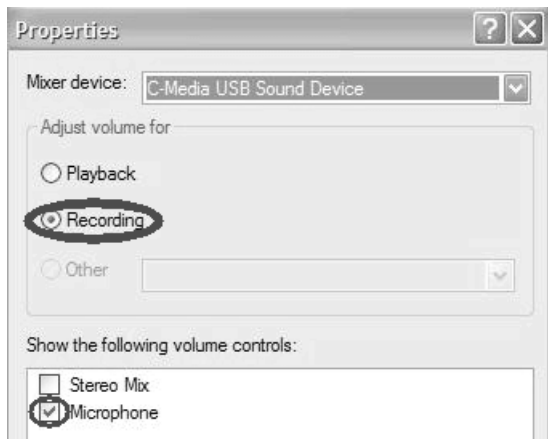 Properties
Mixer device: C-Media USB Sound Device
Adjust volume for
Playback
Recording
Other
Show the following volume controls:
Stereo Mix
Microphone